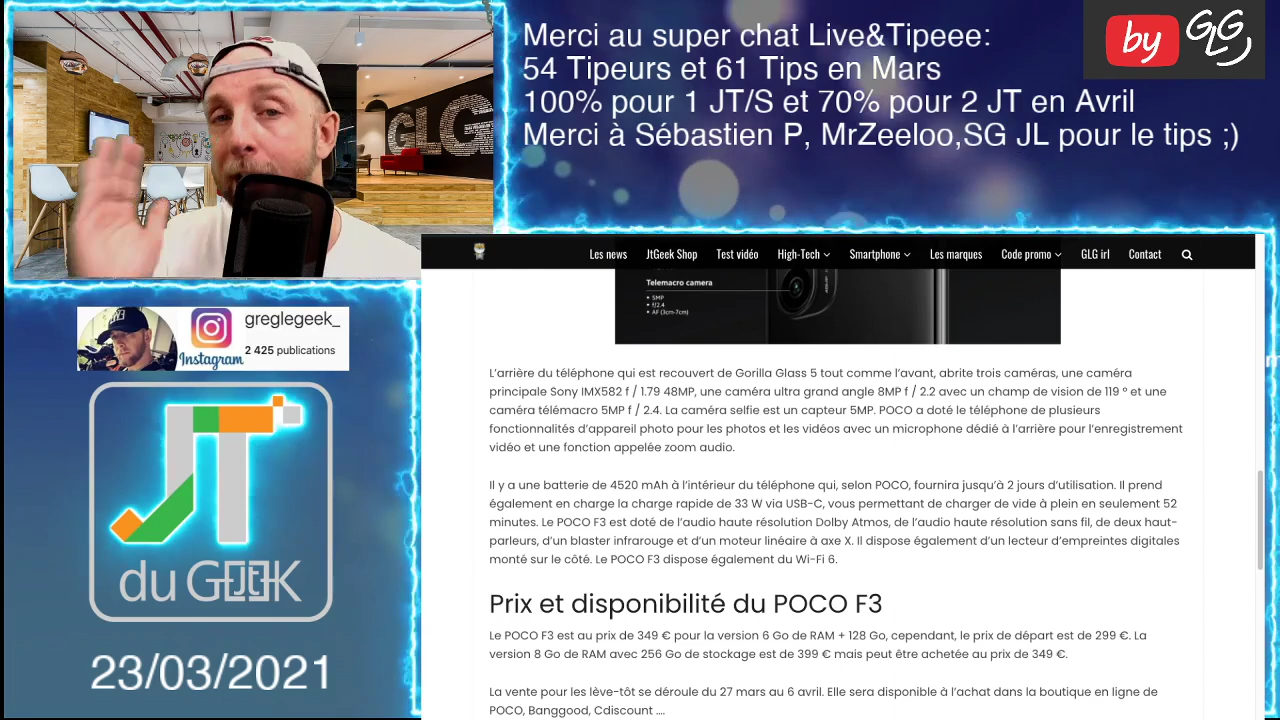 Merci au super chat Live&Tipeee:
54 Tipeurs et 61 Tips en Mars
100% pour 1 JT/S et 70% pour 2 JT en Avril
Merci à Sébastien P, MrZeeloo,SG JL pour le tips ;)
by GLG
GLG
Les news JtGeek Shop Test vidéo High-Tech Smartphone Les marques Code promo GLG irl Contact
Telemacro camera
• 5MP
• f/2.4
• AF (3cm-7cm)
greglegeek_
Instagram
2 425 publications
JT
du GEEK
23/03/2021
L’arrière du téléphone qui est recouvert de Gorilla Glass 5 tout comme l’avant, abrite trois caméras, une caméra
principale Sony IMX582 f / 1.79 48MP, une caméra ultra grand angle 8MP f / 2.2 avec un champ de vision de 119 ° et une
caméra télémacro 5MP f / 2.4. La caméra selfie est un capteur 5MP. POCO a doté le téléphone de plusieurs
fonctionnalités d’appareil photo pour les photos et les vidéos avec un microphone dédié à l’arrière pour l’enregistrement
vidéo et une fonction appelée zoom audio.
Il y a une batterie de 4520 mAh à l’intérieur du téléphone qui, selon POCO, fournira jusqu’à 2 jours d’utilisation. Il prend
également en charge la charge rapide de 33 W via USB-C, vous permettant de charger de vide à plein en seulement 52
minutes. Le POCO F3 est doté de l’audio haute résolution Dolby Atmos, de l’audio haute résolution sans fil, de deux haut-
parleurs, d’un blaster infrarouge et d’un moteur linéaire à axe X. Il dispose également d’un lecteur d’empreintes digitales
monté sur le côté. Le POCO F3 dispose également du Wi-Fi 6.
Prix et disponibilité du POCO F3
Le POCO F3 est au prix de 349 € pour la version 6 Go de RAM + 128 Go, cependant, le prix de départ est de 299 €. La
version 8 Go de RAM avec 256 Go de stockage est de 399 € mais peut être achetée au prix de 349 €.
La vente pour les lève-tôt se déroule du 27 mars au 6 avril. Elle sera disponible à l’achat dans la boutique en ligne de
POCO, Banggood, Cdiscount ....